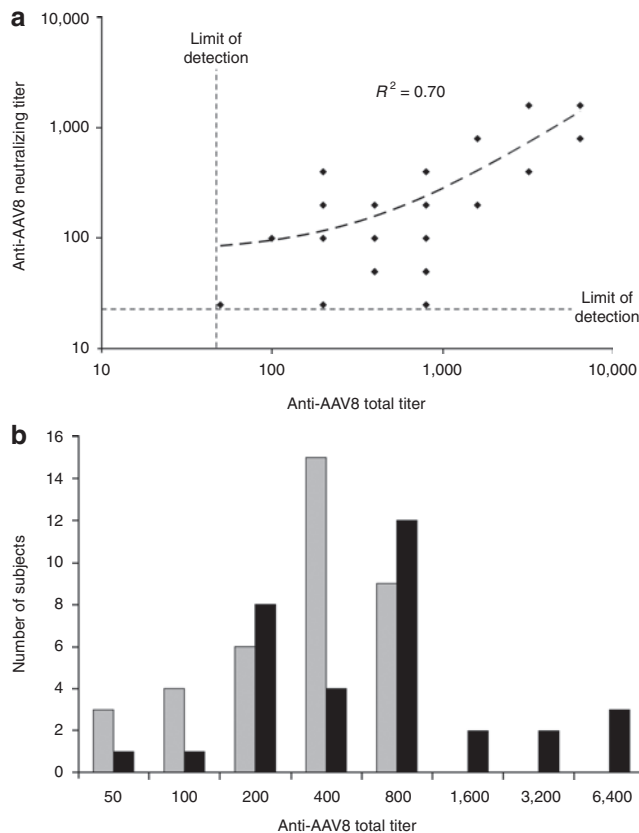 a
10,000
1,000
100
10
Anti-AAV8 neutralizing titer
Limit of
detection
R² = 0.70
Limit of
detection
10 100 1,000 10,000
Anti-AAV8 total titer
b
16
14
12
10
8
6
4
2
0
Number of subjects
50 100 200 400 800 1,600 3,200 6,400
Anti-AAV8 total titer